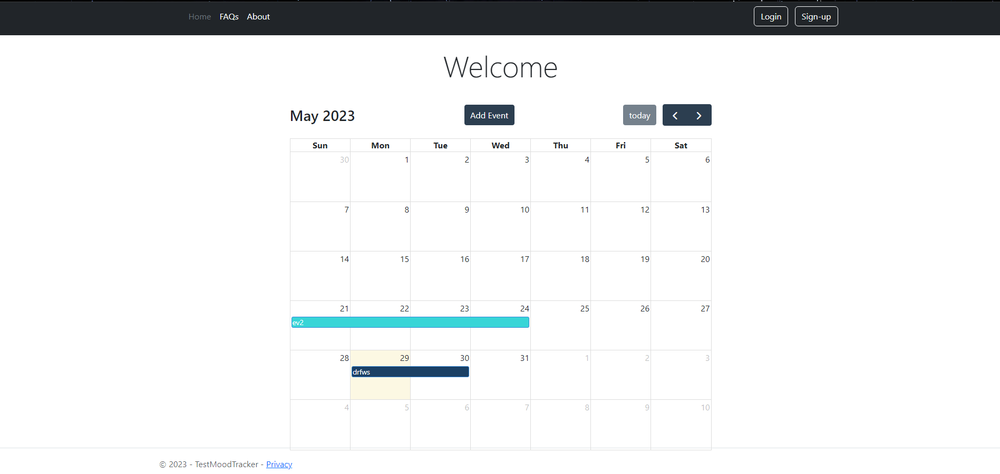 Home FAQs About Login Sign-up
Welcome
May 2023 Add Event today
Sun Mon Tue Wed Thu Fri Sat
30 1 2 3 4 5 6
7 8 9 10 11 12 13
14 15 16 17 18 19 20
21 22 23 24 25 26 27
ev2
28 29 30 31 1 2 3
drfws
4 5 6 7 8 9 10
© 2023 - TestMoodTracker - Privacy